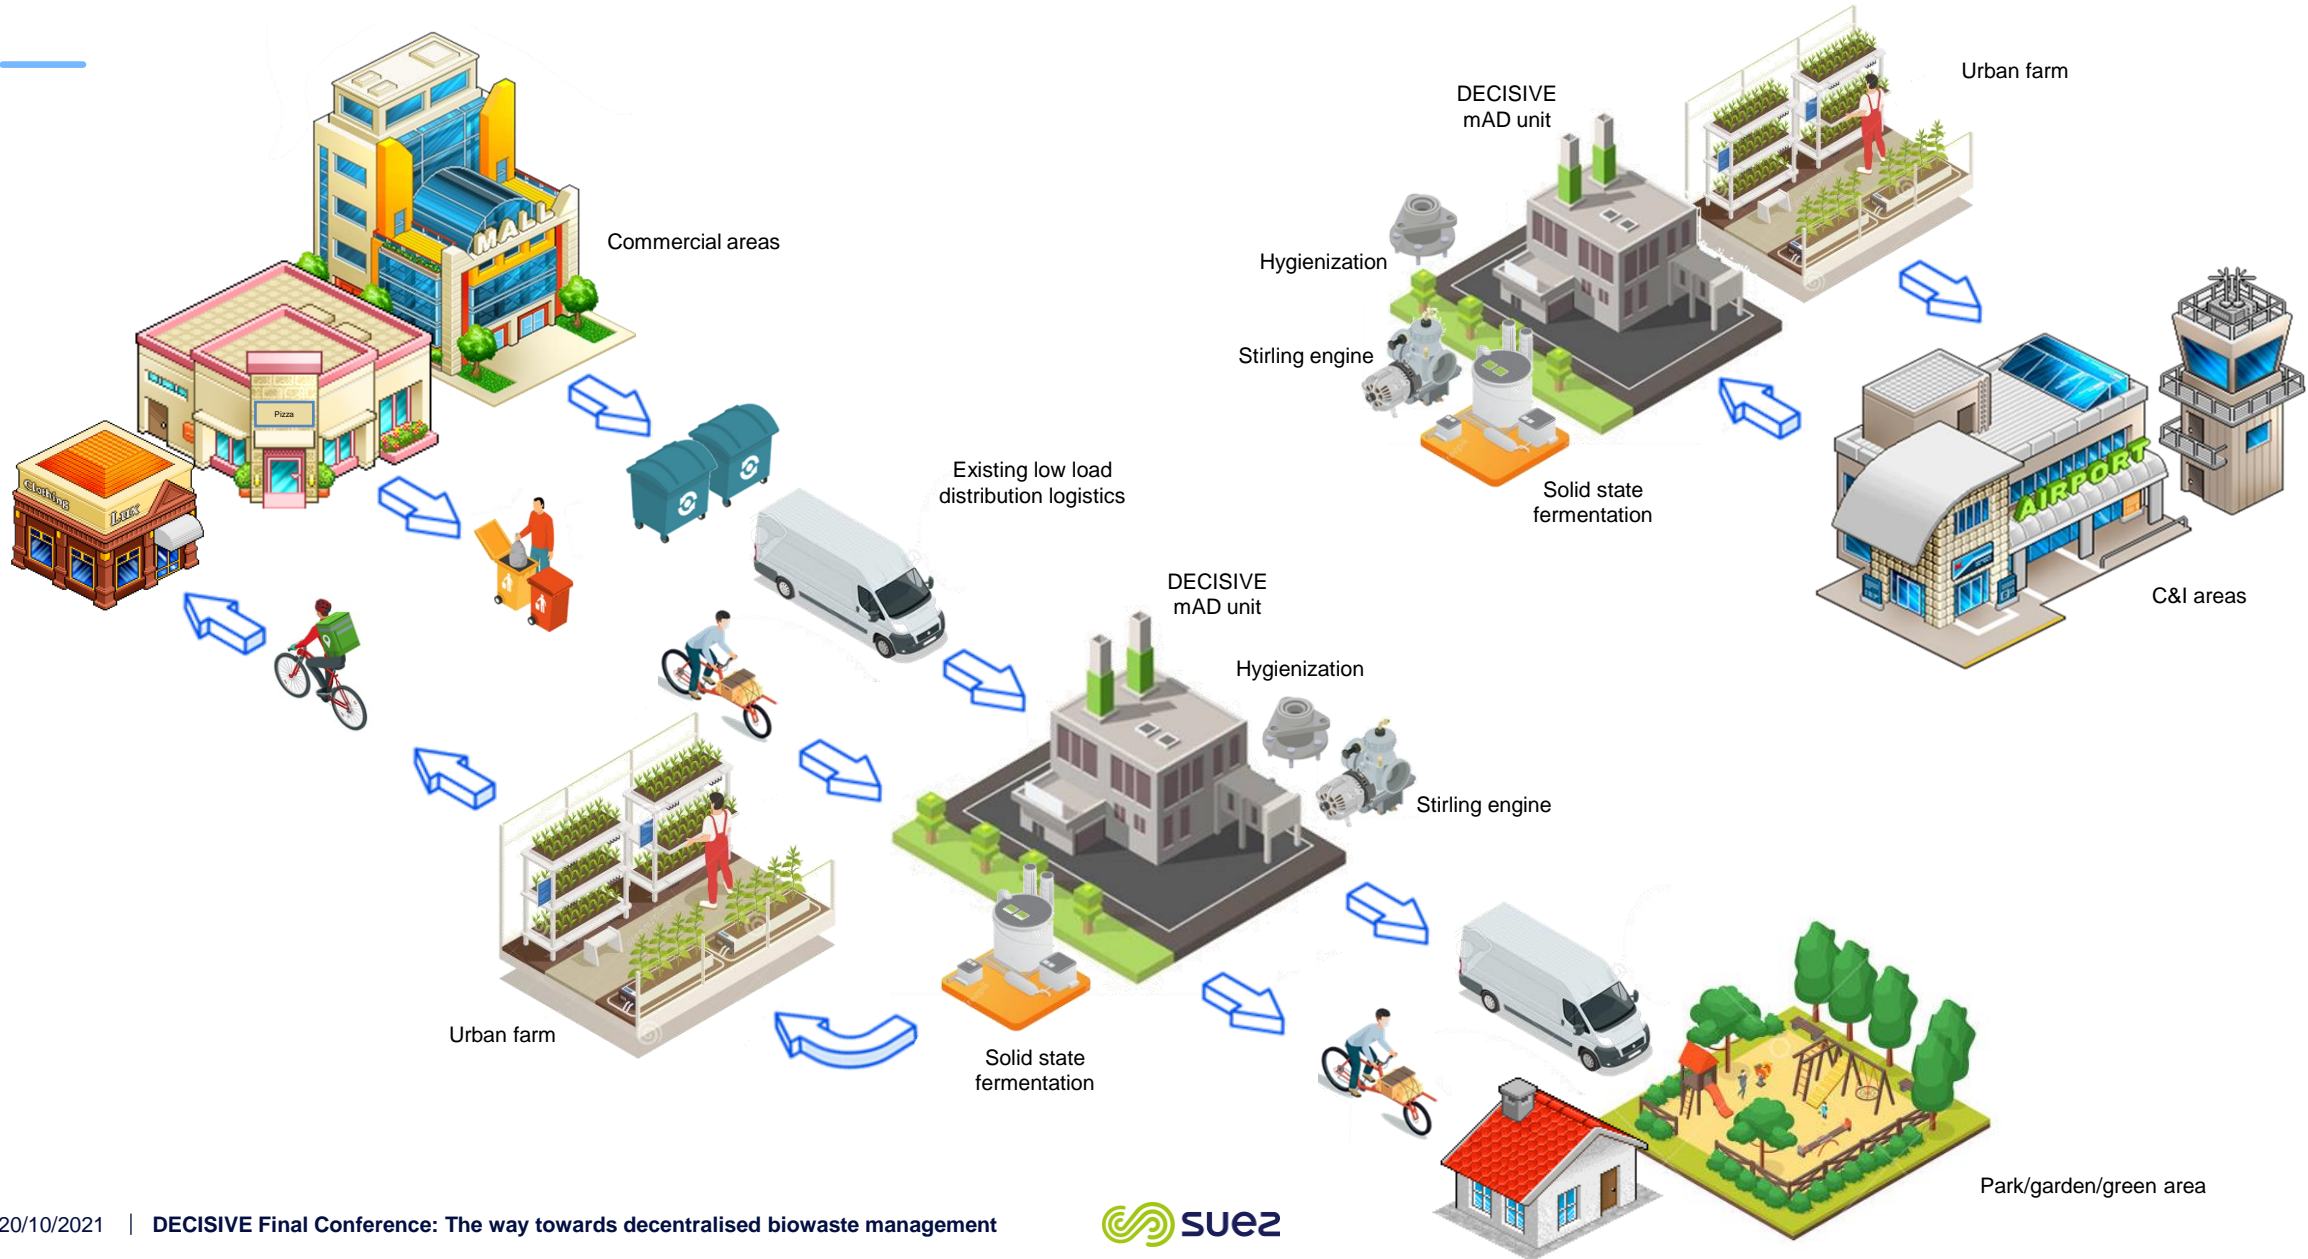 Urban farm
DECISIVE
mAD unit
MALL
Commercial areas
Hygienization
Stirling engine
Pizza
Existing low load
distribution logistics
Solid state
fermentation
AIRPORT
Clothing
Lux
DECISIVE
mAD unit
C&I areas
Hygienization
Stirling engine
Urban farm
Solid state
fermentation
Park/garden/green area
20/10/2021
DECISIVE Final Conference: The way towards decentralised biowaste management
suez